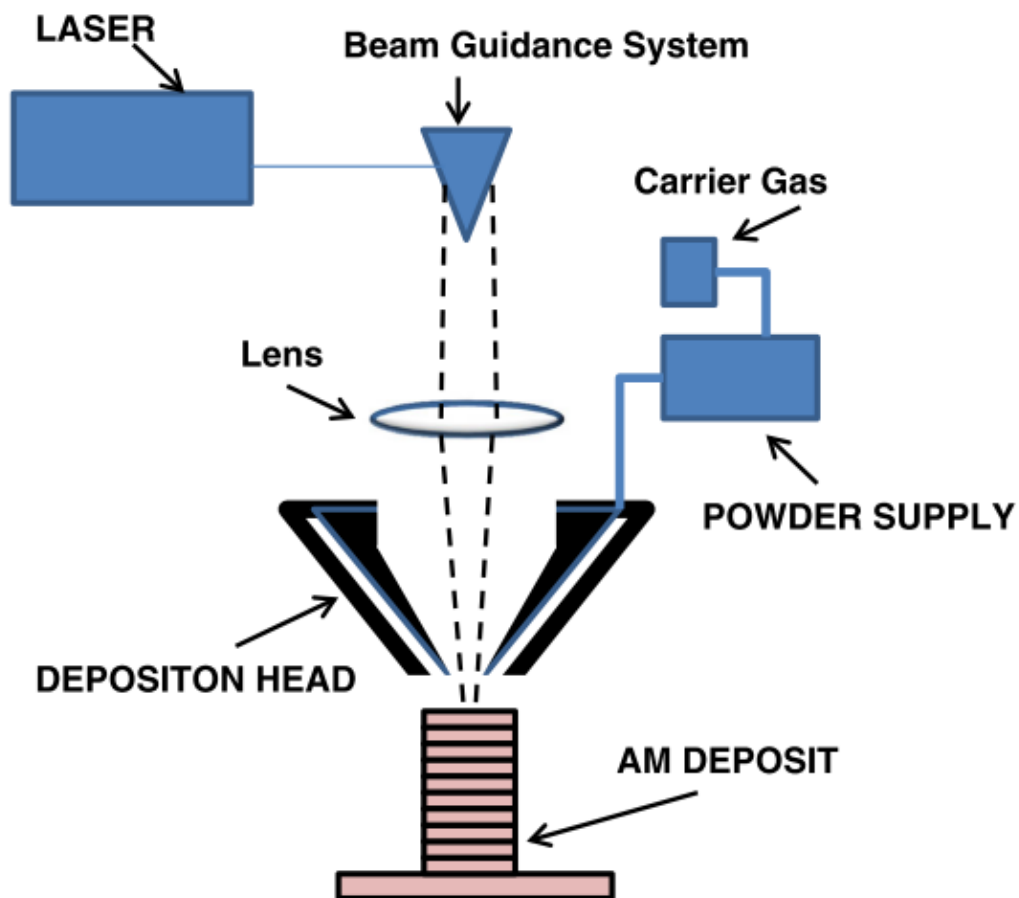 LASER
Beam Guidance System
Carrier Gas
Lens
POWDER SUPPLY
DEPOSITON HEAD
AM DEPOSIT